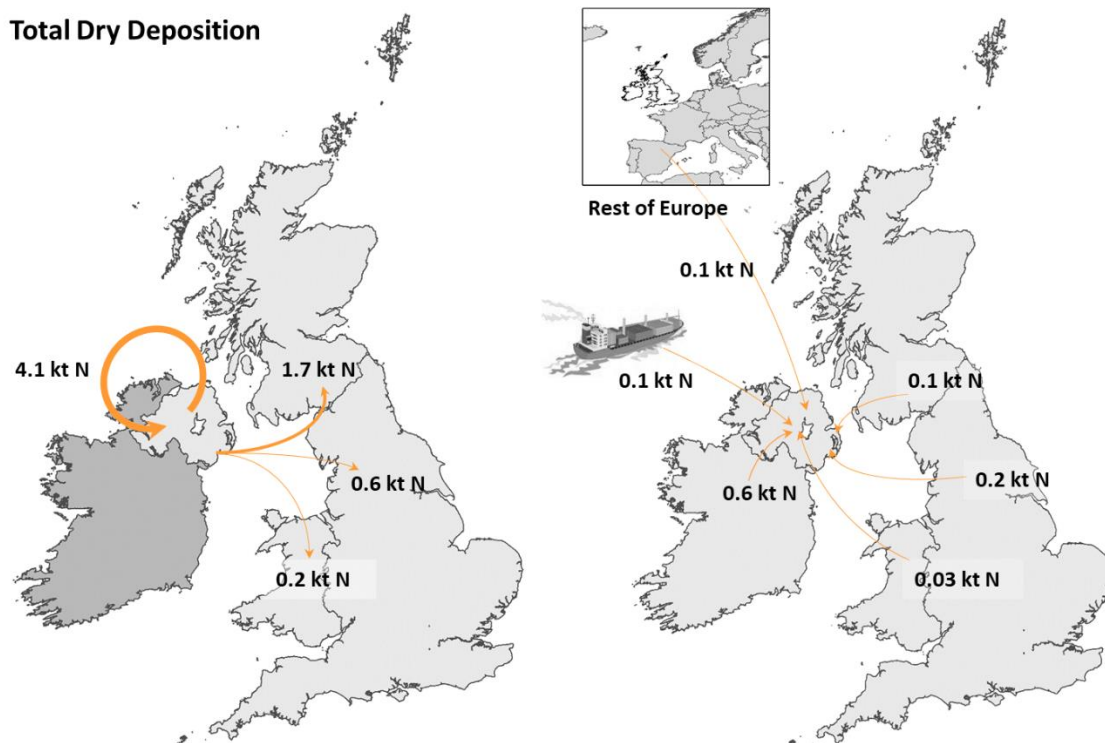 Total Dry Deposition
4.1 kt N
1.7 kt N
0.6 kt N
0.2 kt N
Rest of Europe
0.1 kt N
0.1 kt N
0.1 kt N
0.6 kt N
0.2 kt N
0.03 kt N